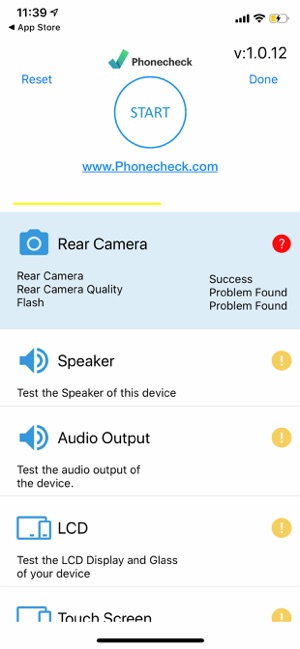 11:39
◀ App Store
Phonecheck
v:1.0.12
Reset
START
Done
www.Phonecheck.com
Rear Camera
?
Rear Camera Success
Rear Camera Quality Problem Found
Flash Problem Found
Speaker
!
Test the Speaker of this device
Audio Output
!
Test the audio output of
the device.
LCD
!
Test the LCD Display and Glass
of your device
Touch Screen
!